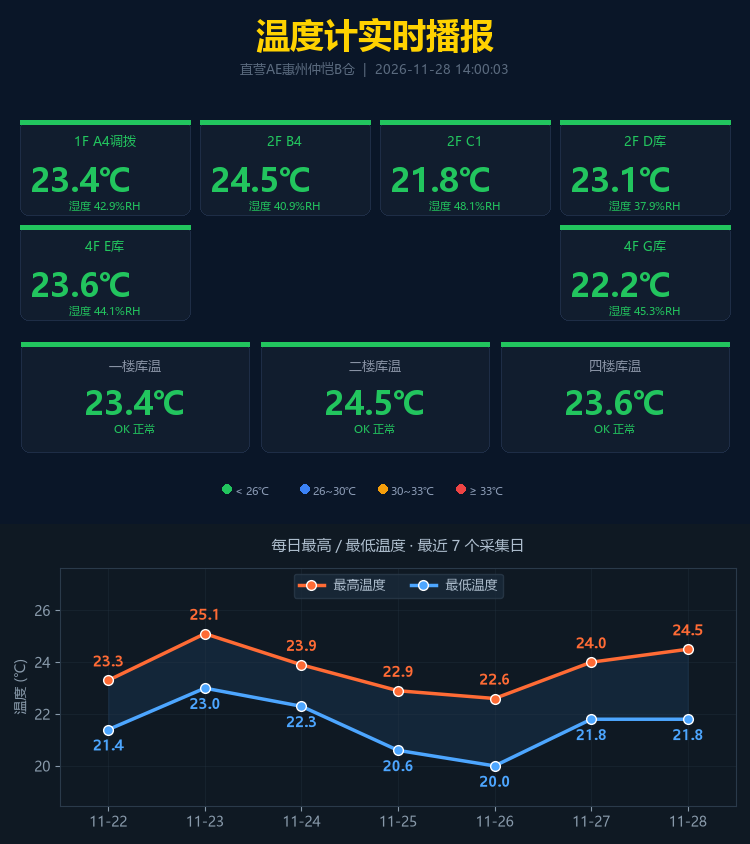 温度计实时播报
直营AE惠州仲恺B仓 | 2026-11-28 14:00:03
1F A4调拨
23.4℃
湿度 42.9%RH
2F B4
24.5℃
湿度 40.9%RH
2F C1
21.8℃
湿度 48.1%RH
2F D库
23.1℃
湿度 37.9%RH
4F E库
23.6℃
湿度 44.1%RH
4F G库
22.2℃
湿度 45.3%RH
一楼库温
23.4℃
OK 正常
二楼库温
24.5℃
OK 正常
四楼库温
23.6℃
OK 正常
< 26℃
26~30℃
30~33℃
≥ 33℃
每日最高 / 最低温度 · 最近 7 个采集日
最高温度 最低温度
温度 (℃)
26
24
22
20
23.3
25.1
23.9
22.9
22.6
24.0
24.5
21.4
23.0
22.3
20.6
20.0
21.8
21.8
11-22
11-23
11-24
11-25
11-26
11-27
11-28